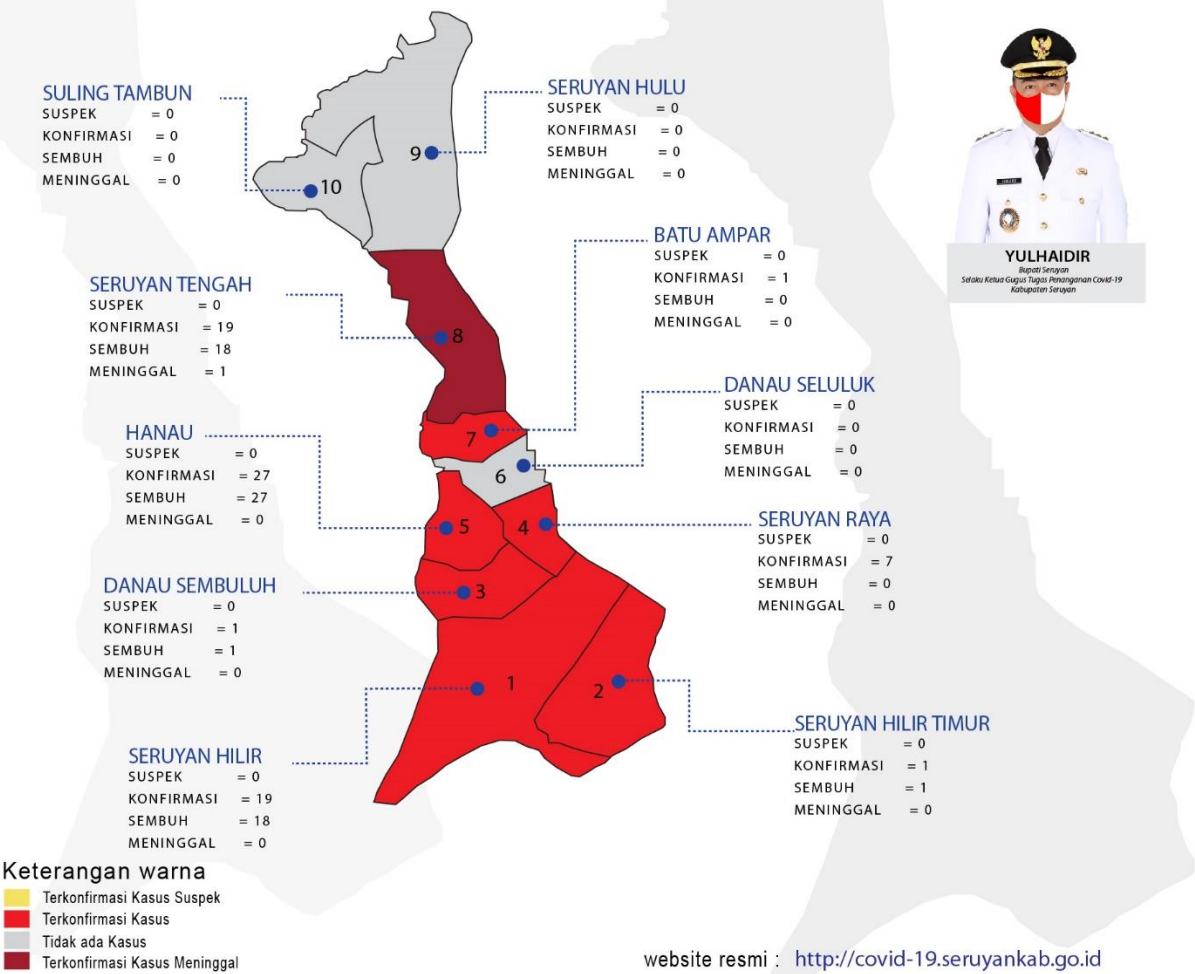 SULING TAMBUN
SUSPEK = 0
KONFIRMASI = 0
SEMBUH = 0
MENINGGAL = 0
SERUYAN HULU
SUSPEK = 0
KONFIRMASI = 0
SEMBUH = 0
MENINGGAL = 0
YULHAIDIR
Bupati Seruyan
Selaku Ketua Gugus Tugas Penanganan Covid-19
Kabupaten Seruyan
BATU AMPAR
SUSPEK = 0
KONFIRMASI = 1
SEMBUH = 0
MENINGGAL = 0
SERUYAN TENGAH
SUSPEK = 0
KONFIRMASI = 19
SEMBUH = 18
MENINGGAL = 1
DANAU SELULUK
SUSPEK = 0
KONFIRMASI = 0
SEMBUH = 0
MENINGGAL = 0
HANAU
SUSPEK = 0
KONFIRMASI = 27
SEMBUH = 27
MENINGGAL = 0
SERUYAN RAYA
SUSPEK = 0
KONFIRMASI = 7
SEMBUH = 0
MENINGGAL = 0
DANAU SEMBULUH
SUSPEK = 0
KONFIRMASI = 1
SEMBUH = 1
MENINGGAL = 0
SERUYAN HILIR TIMUR
SUSPEK = 0
KONFIRMASI = 1
SEMBUH = 1
MENINGGAL = 0
SERUYAN HILIR
SUSPEK = 0
KONFIRMASI = 19
SEMBUH = 18
MENINGGAL = 0
9
10
8
7
6
5
4
3
1
2
Keterangan warna
Terkonfirmasi Kasus Suspek
Terkonfirmasi Kasus
Tidak ada Kasus
Terkonfirmasi Kasus Meninggal
website resmi : http://covid-19.seruyankab.go.id